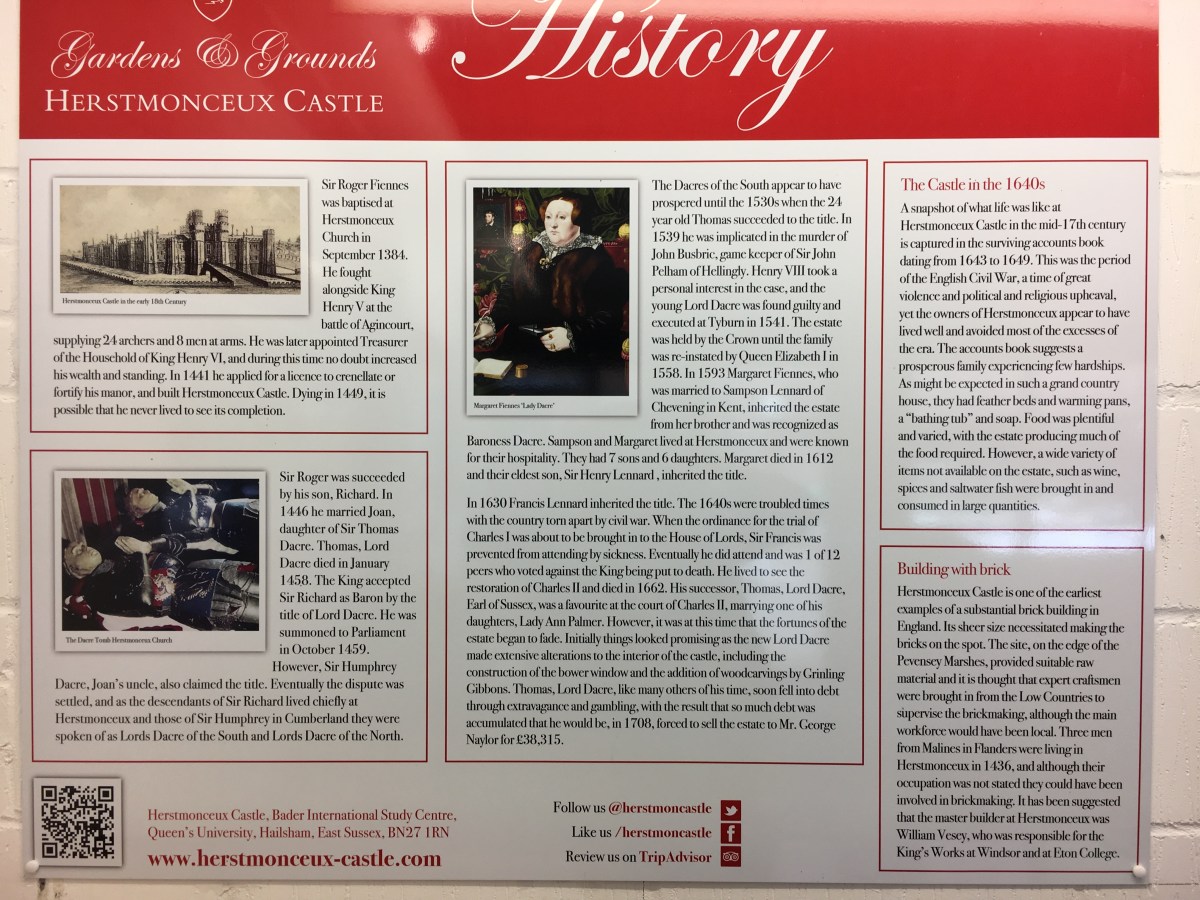 Gardens & Grounds
HERSTMONCEUX CASTLE
History
Herstmonceux Castle in the early 18th Century
Sir Roger Fiennes
was baptised at
Herstmonceux
Church in
September 1384.
He fought
alongside King
Henry V at the
battle of Agincourt,
supplying 24 archers and 8 men at arms. He was later appointed Treasurer
of the Household of King Henry VI, and during this time no doubt increased
his wealth and standing. In 1441 he applied for a licence to crenellate or
fortify his manor, and built Herstmonceux Castle. Dying in 1449, it is
possible that he never lived to see its completion.
The Dacre Tomb Herstmonceux Church
Sir Roger was succeeded
by his son, Richard. In
1446 he married Joan,
daughter of Sir Thomas
Dacre. Thomas, Lord
Dacre died in January
1458. The King accepted
Sir Richard as Baron by the
title of Lord Dacre. He was
summoned to Parliament
in October 1459.
However, Sir Humphrey
Dacre, Joan's uncle, also claimed the title. Eventually the dispute was
settled, and as the descendants of Sir Richard lived chiefly at
Herstmonceux and those of Sir Humphrey in Cumberland they were
spoken of as Lords Dacre of the South and Lords Dacre of the North.
Margaret Fiennes "Lady Dacre"
The Dacres of the South appear to have
prospered until the 1530s when the 24
year old Thomas succeeded to the title. In
1539 he was implicated in the murder of
John Busbric, game keeper of Sir John
Pelham of Hellingly. Henry VIII took a
personal interest in the case, and the
young Lord Dacre was found guilty and
executed at Tyburn in 1541. The estate
was held by the Crown until the family
was re-instated by Queen Elizabeth I in
1558. In 1593 Margaret Fiennes, who
was married to Sampson Lennard of
Chevening in Kent, inherited the estate
from her brother and was recognized as
Baroness Dacre. Sampson and Margaret lived at Herstmonceux and were known
for their hospitality. They had 7 sons and 6 daughters. Margaret died in 1612
and their eldest son, Sir Henry Lennard , inherited the title.
In 1630 Francis Lennard inherited the title. The 1640s were troubled times
with the country torn apart by civil war. When the ordinance for the trial of
Charles I was about to be brought in to the House of Lords, Sir Francis was
prevented from attending by sickness. Eventually he did attend and was 1 of 12
peers who voted against the King being put to death. He lived to see the
restoration of Charles II and died in 1662. His successor, Thomas, Lord Dacre,
Earl of Sussex, was a favourite at the court of Charles II, marrying one of his
daughters, Lady Ann Palmer. However, it was at this time that the fortunes of the
estate began to fade. Initially things looked promising as the new Lord Dacre
made extensive alterations to the interior of the castle, including the
construction of the bower window and the addition of woodcarvings by Grinling
Gibbons. Thomas, Lord Dacre, like many others of his time, soon fell into debt
through extravagance and gambling, with the result that so much debt was
accumulated that he would be, in 1708, forced to sell the estate to Mr. George
Naylor for £38,315.
The Castle in the 1640s
A snapshot of what life was like at
Herstmonceux Castle in the mid-17th century
is captured in the surviving accounts book
dating from 1643 to 1649. This was the period
of the English Civil War, a time of great
violence and political and religious upheaval,
yet the owners of Herstmonceux appear to have
lived well and avoided most of the excesses of
the era. The accounts book suggests a
prosperous family experiencing few hardships.
As might be expected in such a grand country
house, they had feather beds and warming pans,
a "bathing tub" and soap. Food was plentiful
and varied, with the estate producing much of
the food required. However, a wide variety of
items not available on the estate, such as wine,
spices and saltwater fish were brought in and
consumed in large quantities.
Building with brick
Herstmonceux Castle is one of the earliest
examples of a substantial brick building in
England. Its sheer size necessitated making the
bricks on the spot. The site, on the edge of the
Pevensey Marshes, provided suitable raw
material and it is thought that expert craftsmen
were brought in from the Low Countries to
supervise the brickmaking, although the main
workforce would have been local. Three men
from Malines in Flanders were living in
Herstmonceux in 1436, and although their
occupation was not stated they could have been
involved in brickmaking. It has been suggested
that the master builder at Herstmonceux was
William Vesey, who was responsible for the
King's Works at Windsor and at Eton College.
Herstmonceux Castle, Bader International Study Centre,
Queen's University, Hailsham, East Sussex, BN27 1RN
www.herstmonceux-castle.com
Follow us @herstmoncastle
Like us /herstmoncastle
Review us on TripAdvisor